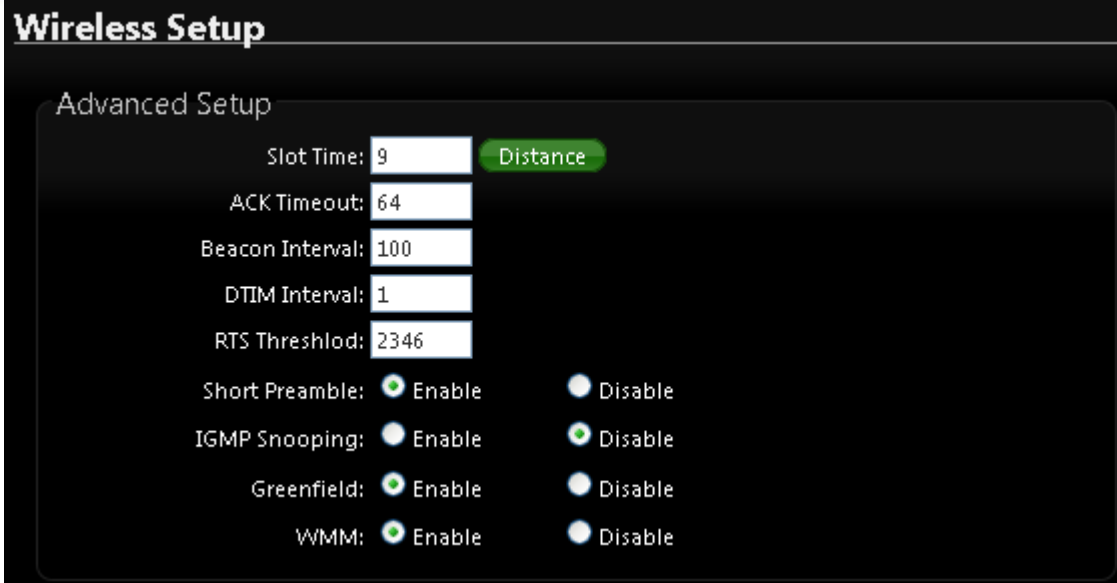 Wireless Setup
Advanced Setup
Slot Time: 9 Distance
ACK Timeout: 64
Beacon Interval: 100
DTIM Interval: 1
RTS Threshlod: 2346
Short Preamble: Enable Disable
IGMP Snooping: Enable Disable
Greenfield: Enable Disable
WMM: Enable Disable